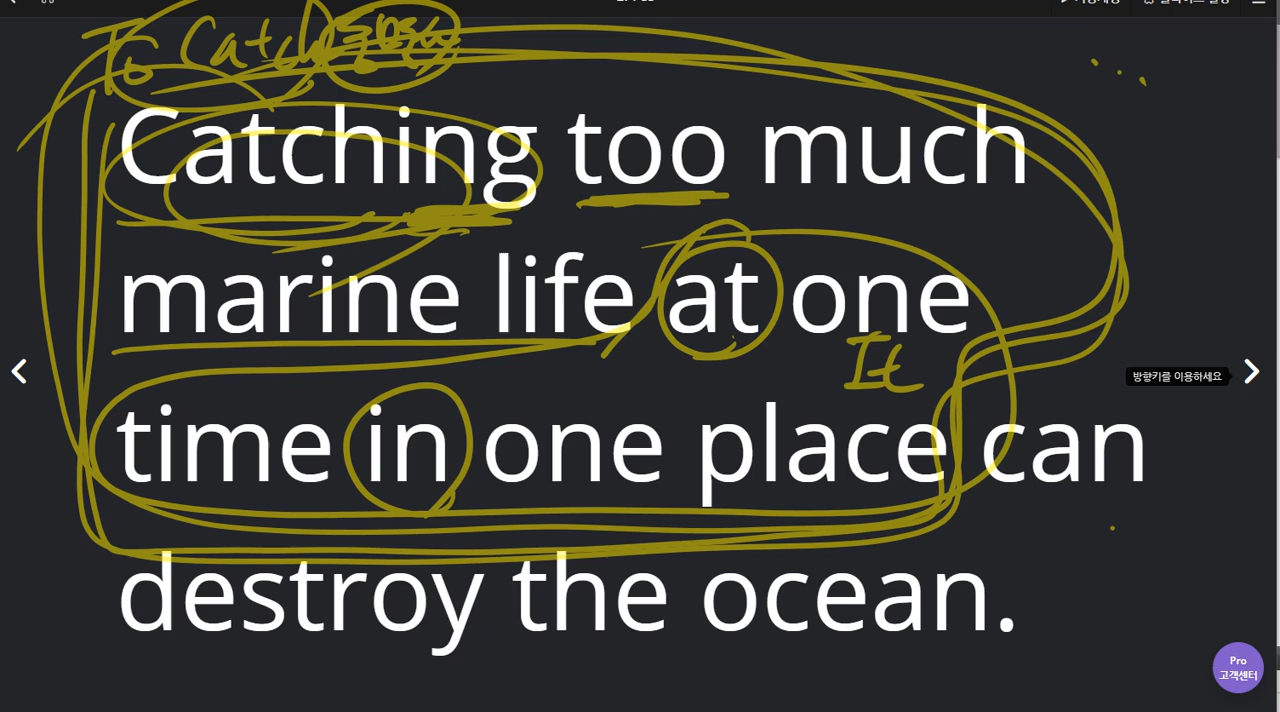 To Catch
Catching too much
marine life at one
It
방향키를 이용하세요
time in one place can
destroy the ocean.
Pro
고객센터